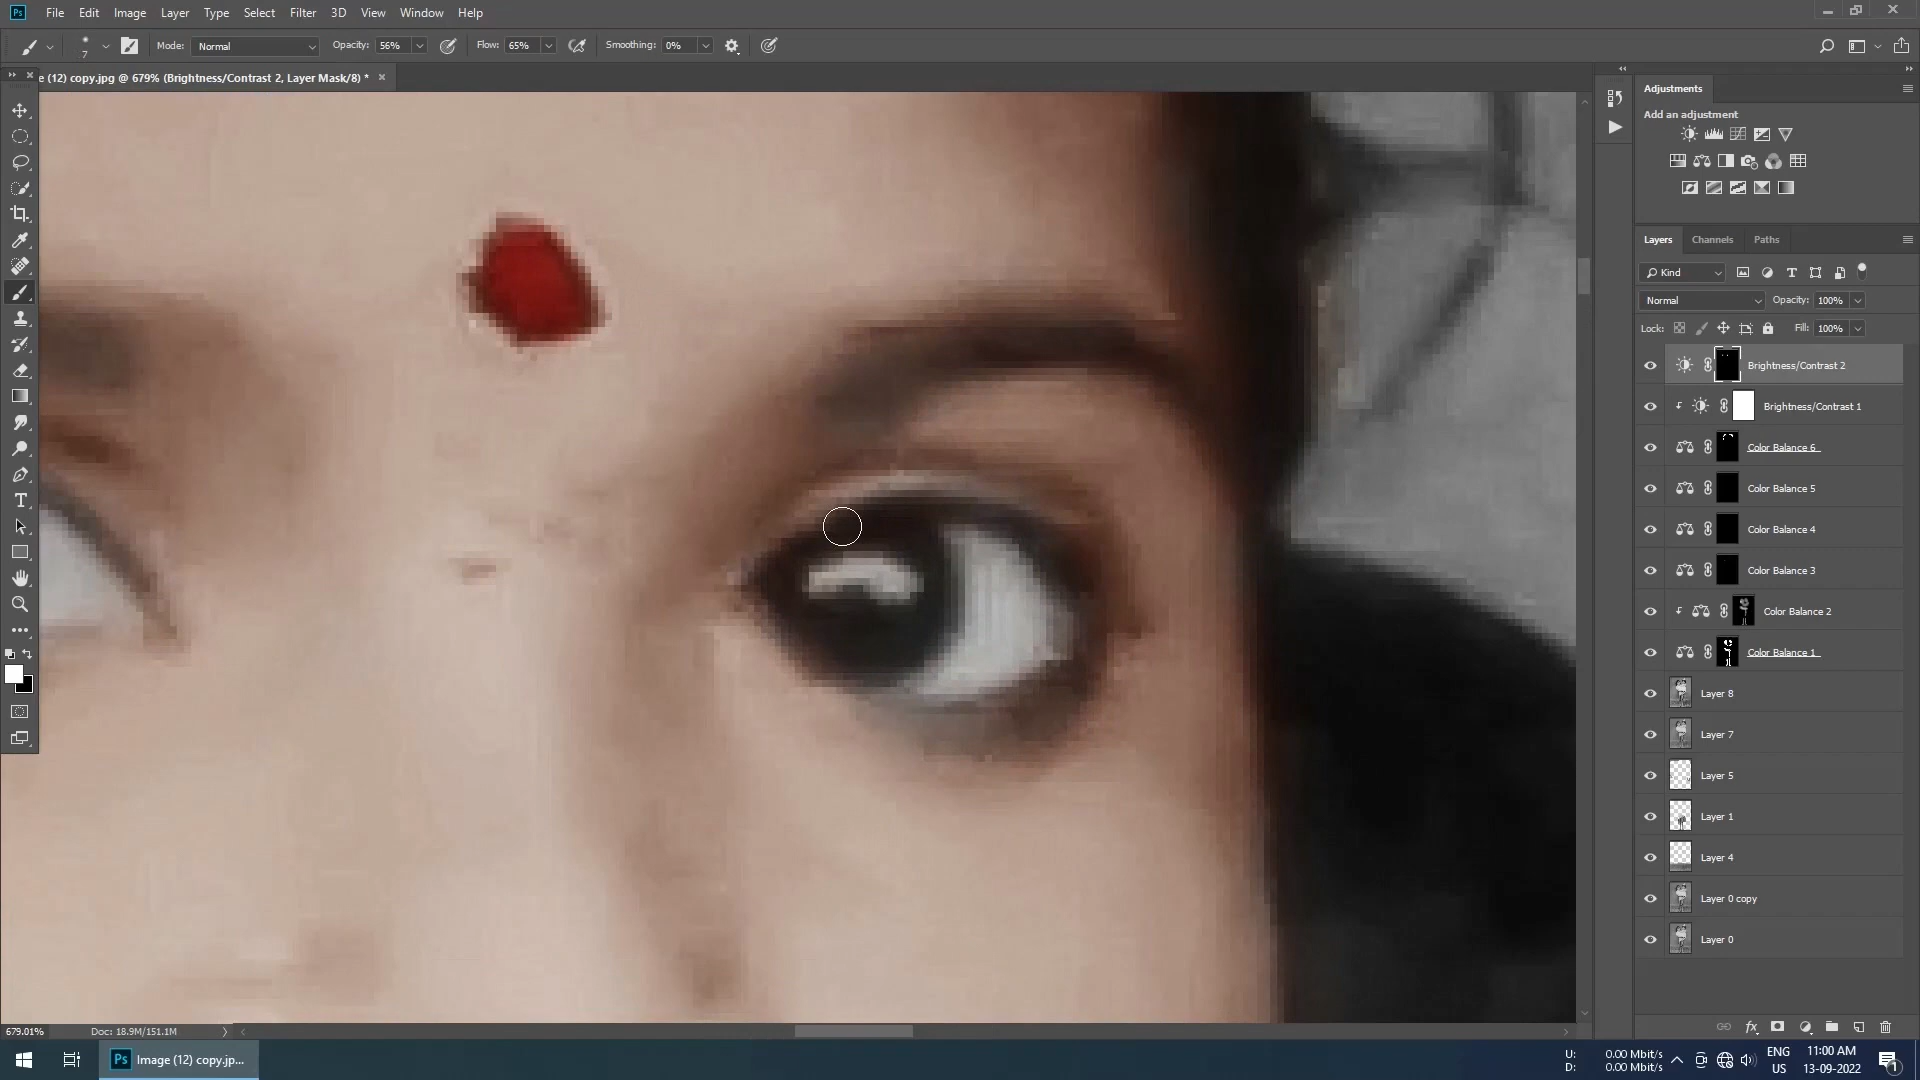 Ps File Edit Image Layer Type Select Filter 3D View Window Help
7 Mode: Normal Opacity: 56% Flow: 65% Smoothing: 0%
e (12) copy.jpg @ 679% (Brightness/Contrast 2, Layer Mask/8) * ×
Adjustments
Add an adjustment
Layers Channels Paths
Kind
Normal Opacity: 100%
Lock: Fill: 100%
Brightness/Contrast 2
Brightness/Contrast 1
Color Balance 6
Color Balance 5
Color Balance 4
Color Balance 3
Color Balance 2
Color Balance 1
Layer 8
Layer 7
Layer 5
Layer 1
Layer 4
Layer 0 copy
Layer 0
679.01% Doc: 18.9M/151.1M
Ps Image (12) copy.jp...
U: 0.00 Mbit/s
D: 0.00 Mbit/s
ENG
US
11:00 AM
13-09-2022
1